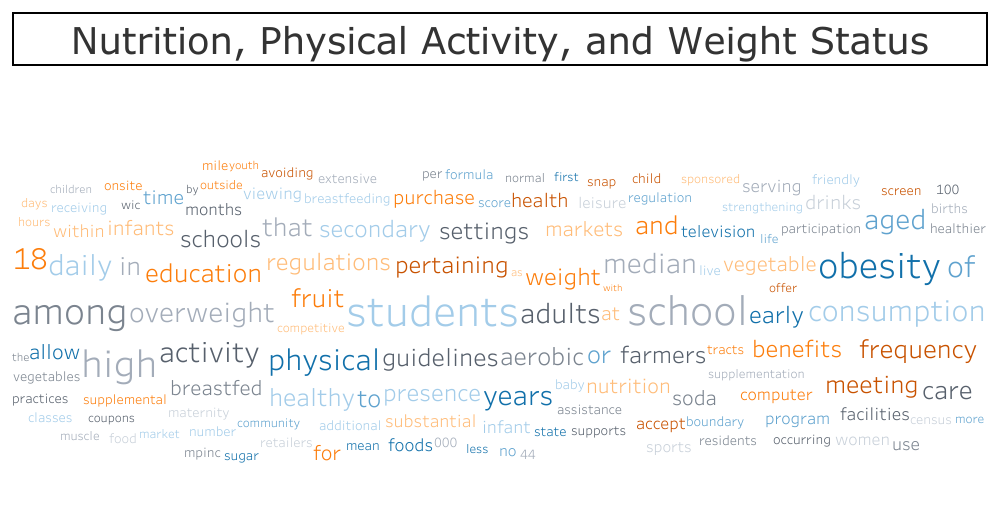 Nutrition, Physical Activity, and Weight Status
mile youth
avoiding extensive per formula normal first snap child sponsored serving friendly
children onsite time by outside viewing breastfeeding purchase score health leisure regulation drinks screen 100
days receiving wic months strengthening births
hours within infants schools that secondary settings markets and television life participation aged healthier
18 daily in education regulations pertaining as weight median live vegetable obesity of
with offer
among overweight fruit competitive students adults at school early consumption
the allow high activity physical guidelines aerobic or farmers tracts benefits frequency
vegetables supplementation
practices supplemental breastfed healthy to presence years baby nutrition soda computer meeting care
classes coupons maternity assistance
muscle food market number community additional substantial infant state supports accept boundary program facilities census more
retailers residents occurring women use
mpinc sugar for mean foods 000 less no 44 sports